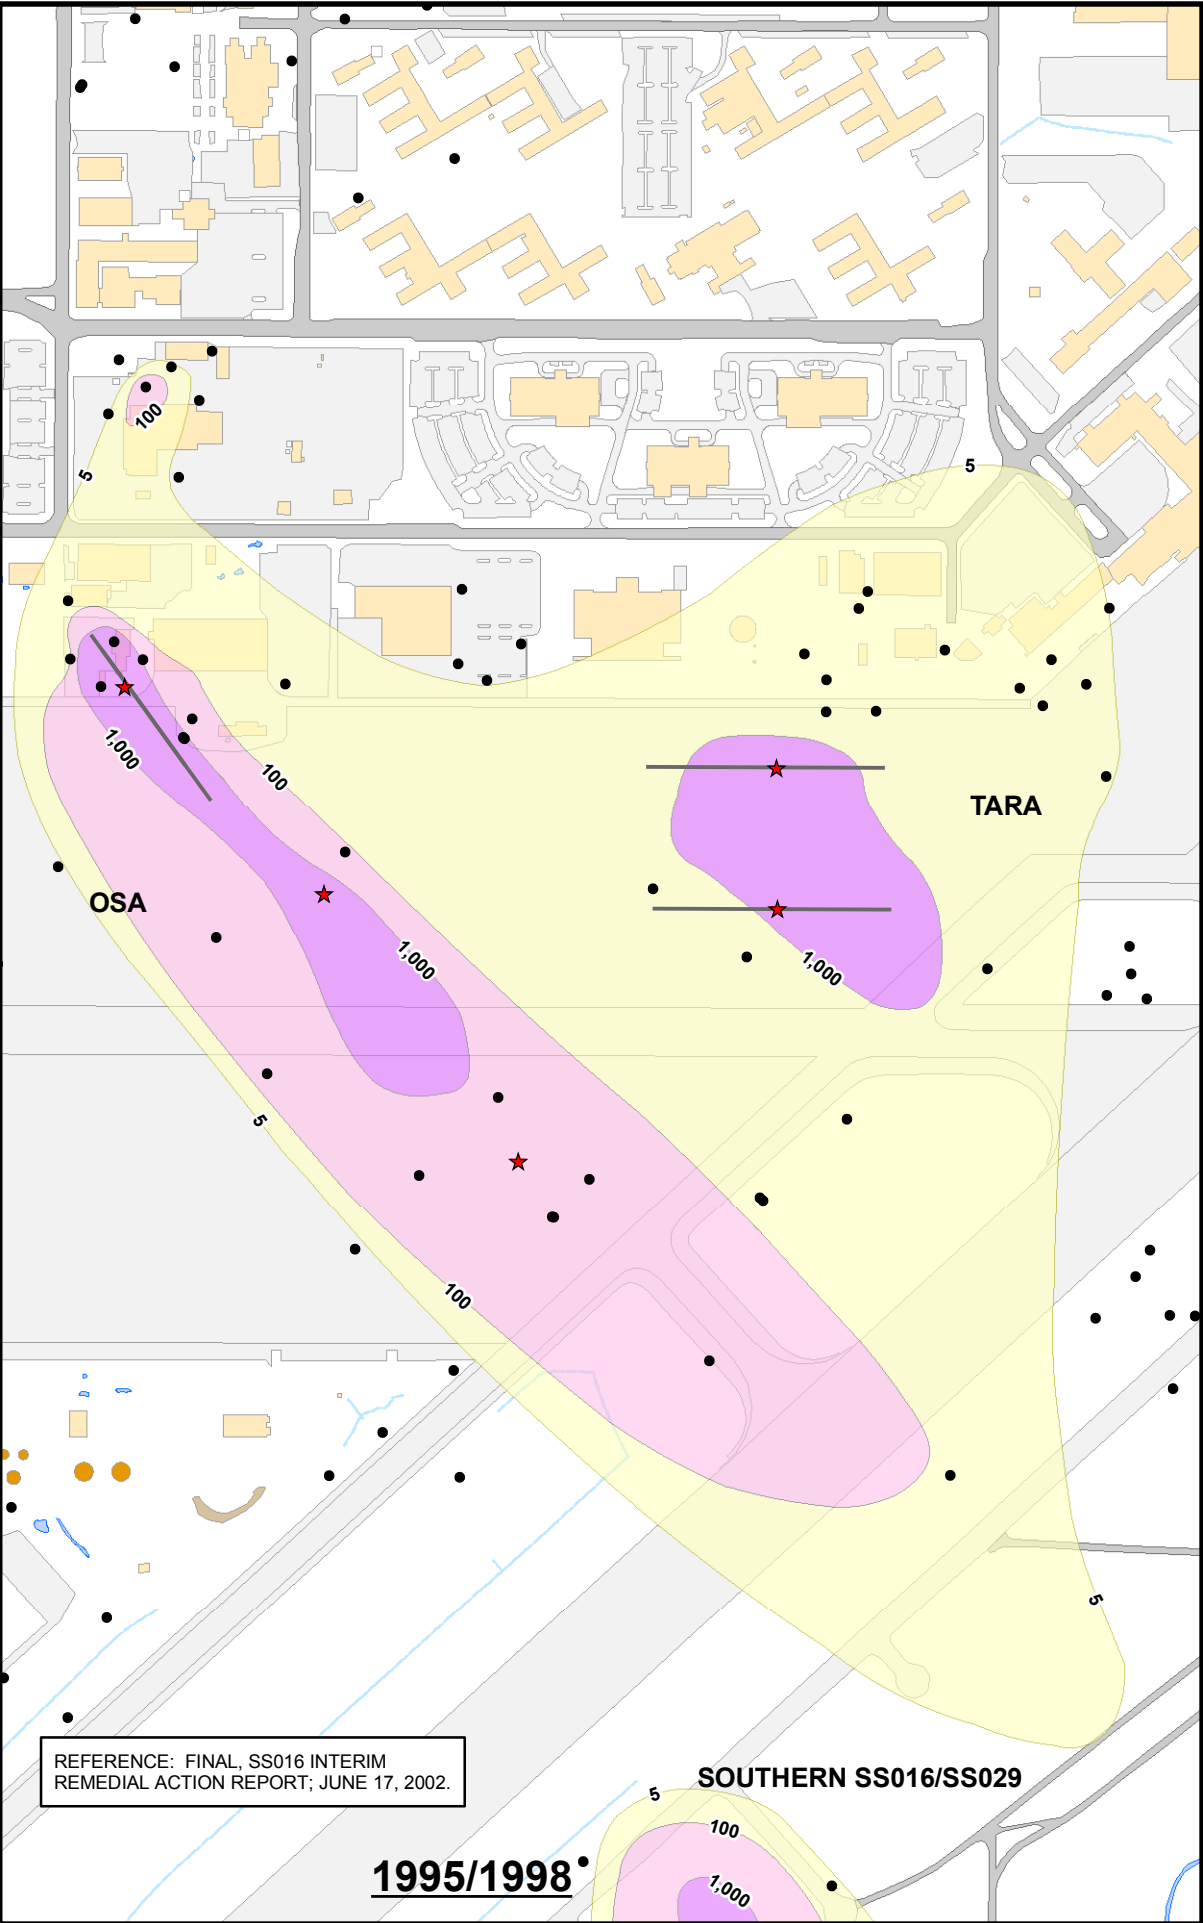 100
5
5
1,000
100
TARA
OSA
1,000
1,000
5
100
5
REFERENCE: FINAL, SS016 INTERIM
REMEDIAL ACTION REPORT; JUNE 17, 2002.
SOUTHERN SS016/SS029
5
100
1995/1998
1,000